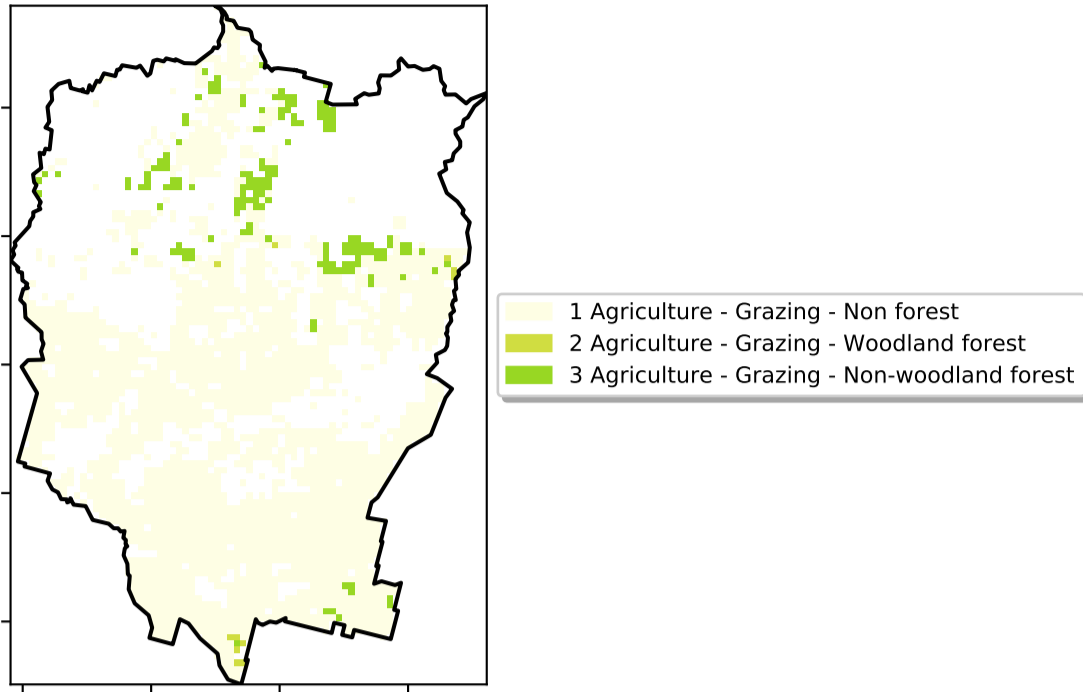 1 Agriculture - Grazing - Non forest
2 Agriculture - Grazing - Woodland forest
3 Agriculture - Grazing - Non-woodland forest